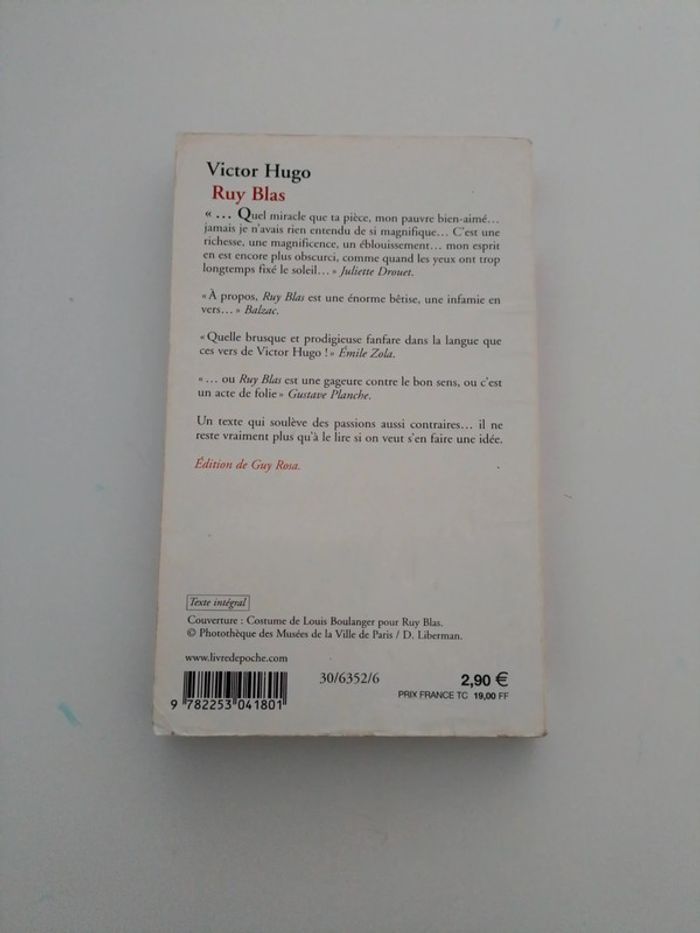 Victor Hugo
Ruy Blas
« ... Quel miracle que ta pièce, mon pauvre bien-aimé...
jamais je n'avais rien entendu de si magnifique... C'est une
richesse, une magnificence, un éblouissement... mon esprit
en est encore plus obscurci, comme quand les yeux ont trop
longtemps fixé le soleil... » Juliette Drouet.
« À propos, Ruy Blas est une énorme bêtise, une infamie en
vers... » Balzac.
« Quelle brusque et prodigieuse fanfare dans la langue que
ces vers de Victor Hugo ! » Émile Zola.
« ... ou Ruy Blas est une gageure contre le bon sens, ou c'est
un acte de folie » Gustave Planche.
Un texte qui soulève des passions aussi contraires... il ne
reste vraiment plus qu'à le lire si on veut s'en faire une idée.
Édition de Guy Rosa.
Texte intégral
Couverture : Costume de Louis Boulanger pour Ruy Blas.
© Photothèque des Musées de la Ville de Paris / D. Liberman.
www.livredepoche.com
30/6352/6
2,90 €
PRIX FRANCE TC 19,00 FF
9 782253 041801